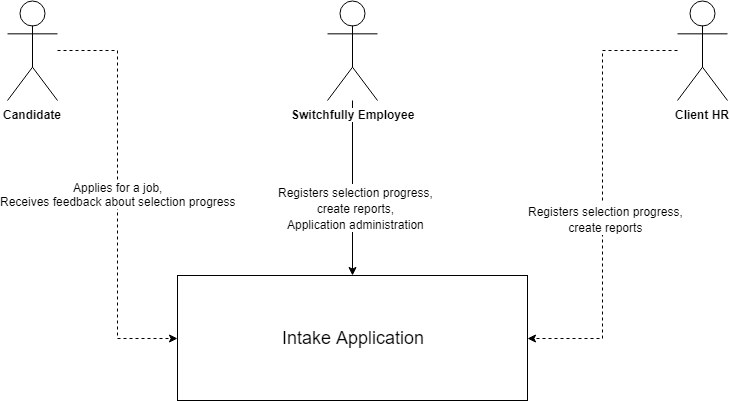 Candidate
Switchfully Employee
Client HR
Applies for a job,
Receives feedback about selection progress
Registers selection progress,
create reports,
Application administration
Registers selection progress,
create reports
Intake Application